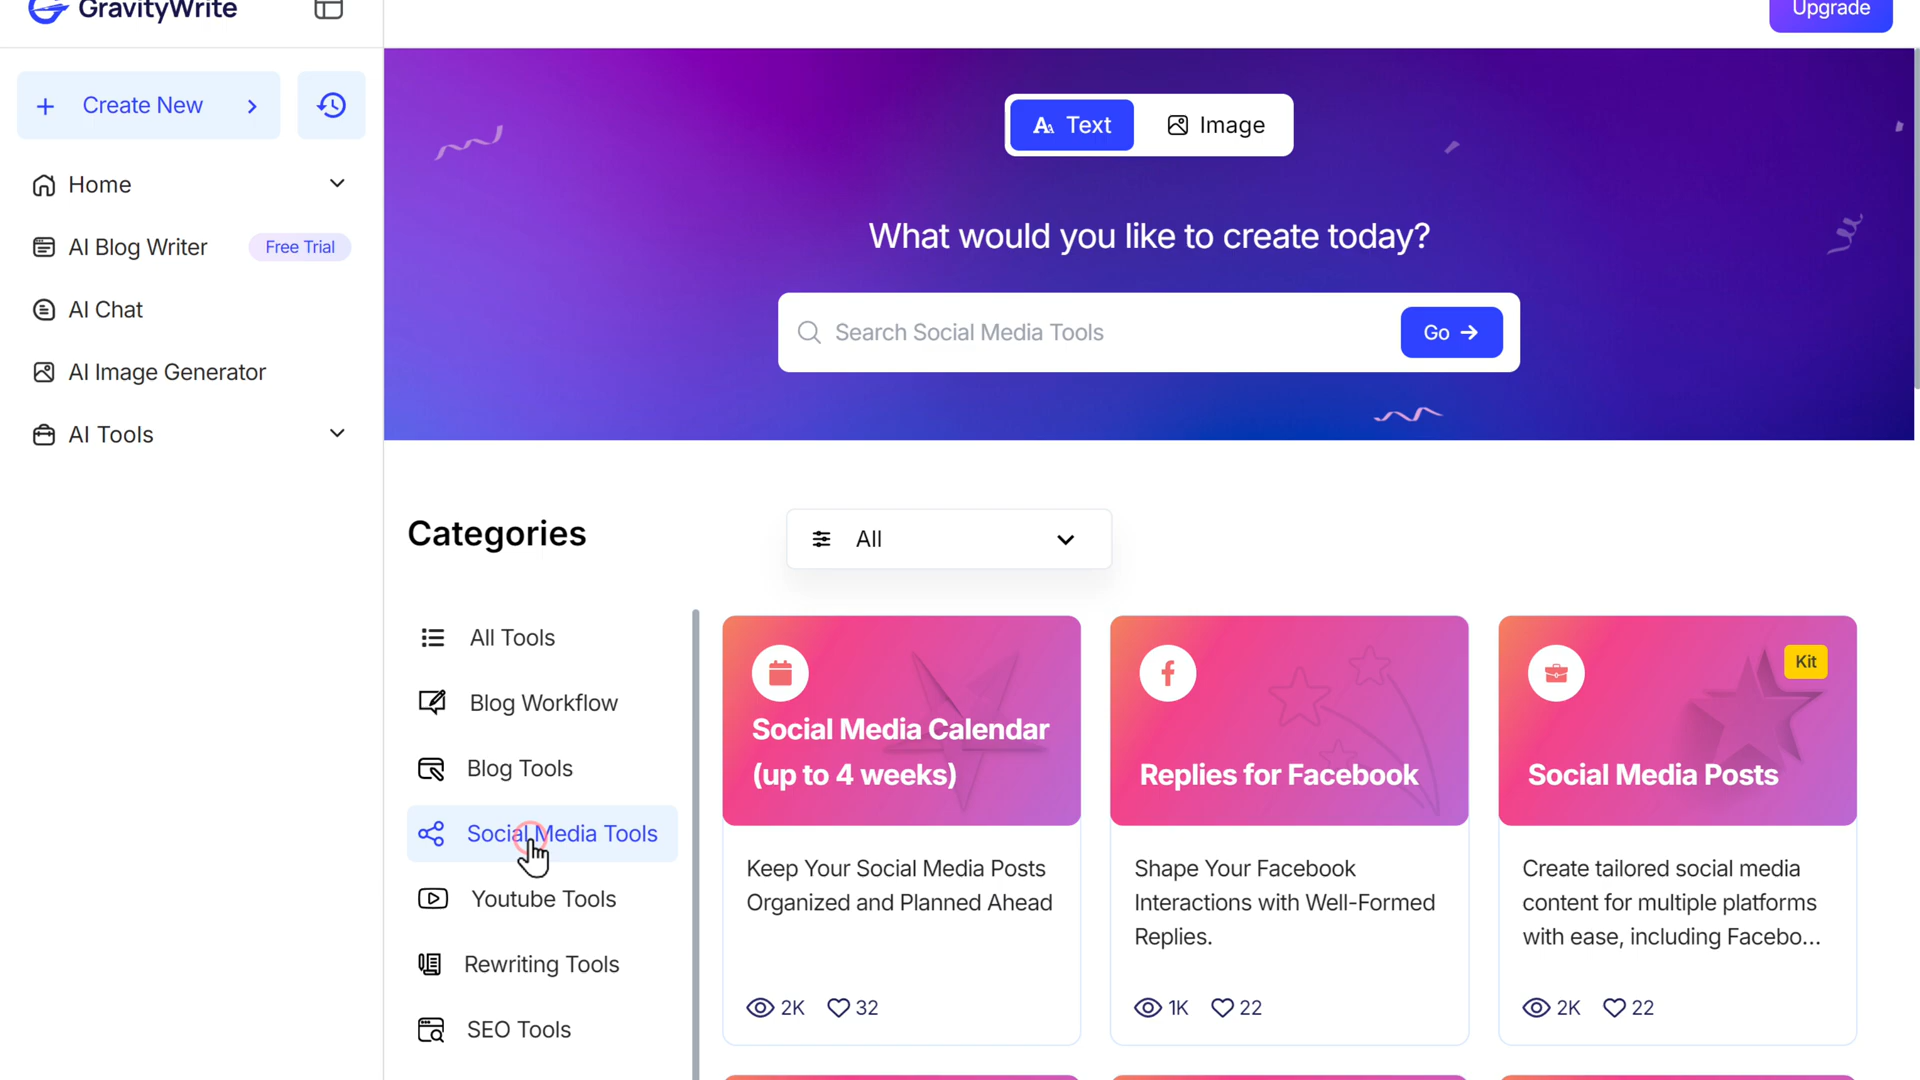 GravityWrite
Upgrade
Create New
Home
AI Blog Writer
Free Trial
AI Chat
AI Image Generator
AI Tools
Text
Image
What would you like to create today?
Search Social Media Tools
Go
Categories
All
All Tools
Blog Workflow
Blog Tools
Social Media Tools
Youtube Tools
Rewriting Tools
SEO Tools
Social Media Calendar
(up to 4 weeks)
Keep Your Social Media Posts
Organized and Planned Ahead
2K
32
Replies for Facebook
Shape Your Facebook
Interactions with Well-Formed
Replies.
1K
22
Kit
Social Media Posts
Create tailored social media
content for multiple platforms
with ease, including Facebo...
2K
22